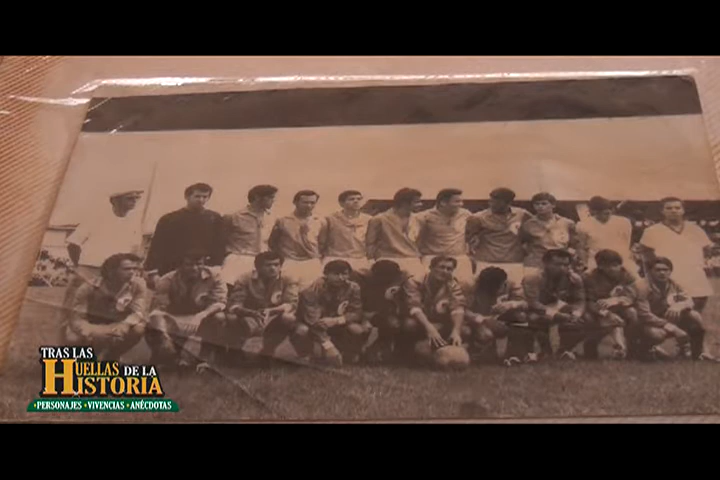 TRAS LAS
HUELLAS DE LA
HISTORIA
•PERSONAJES •VIVENCIAS •ANÉCDOTAS